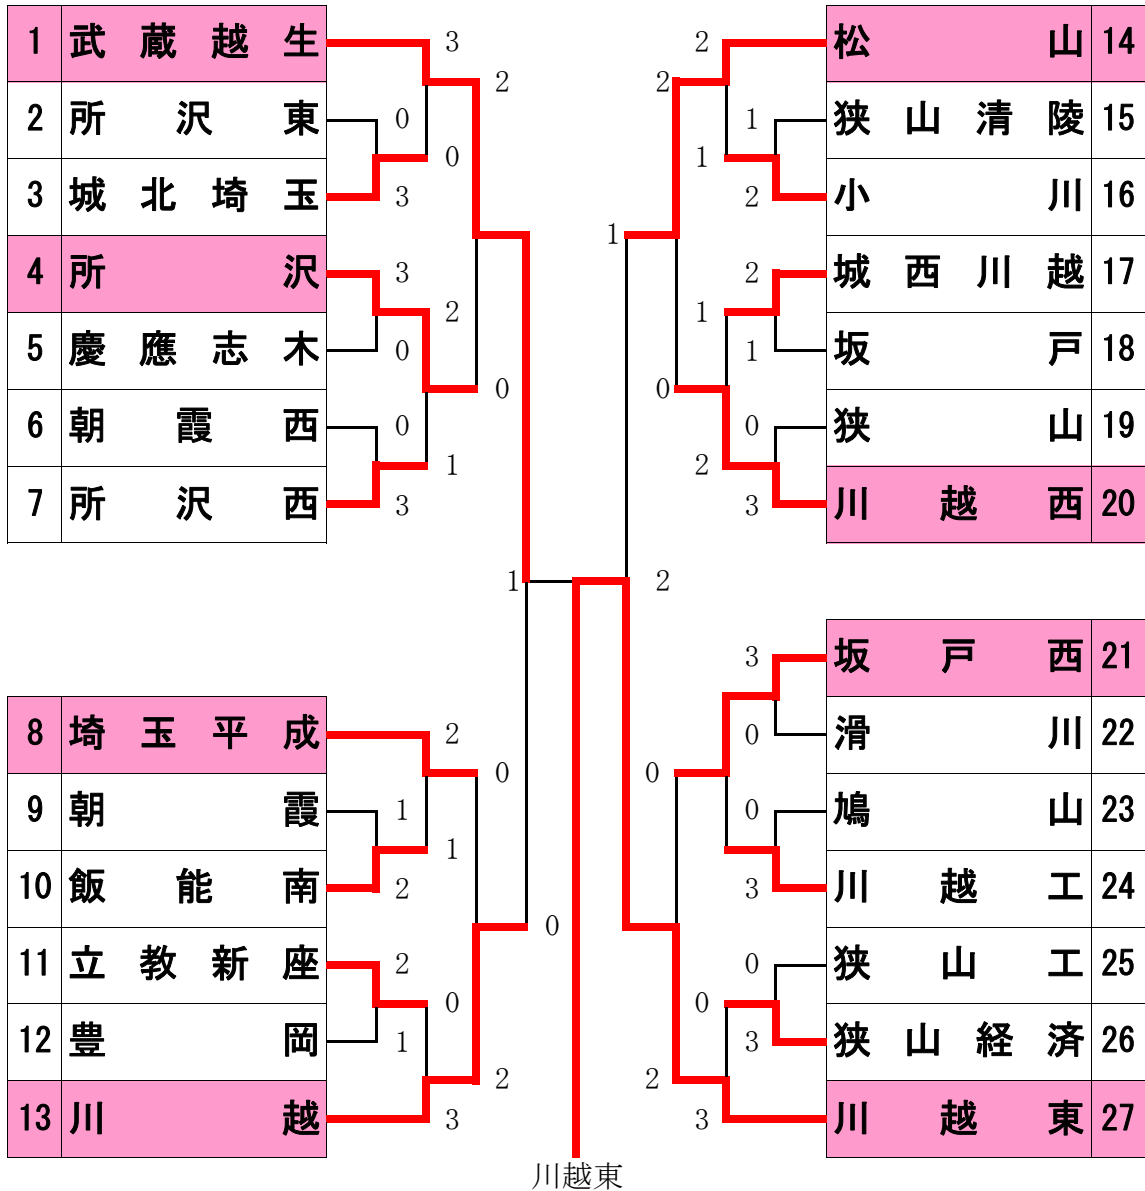 1 武蔵越生
2 所沢東
3 城北埼玉
4 所沢
5 慶應志木
6 朝霞西
7 所沢西
8 埼玉平成
9 朝霞
10 飯能南
11 立教新座
12 豊岡
13 川越
3
2
0
0
3
3
2
0
0
0
1
3
1
2
0
1
1
2
0
2
0
1
2
3
2
2
1
1
2
1
2
1
1
0
0
2
3
2
3
0
0
0
3
0
0
3
2
3
松山 14
狭山清陵 15
小川 16
城西川越 17
坂戸 18
狭山 19
川越西 20
坂戸西 21
滑川 22
鳩山 23
川越工 24
狭山工 25
狭山経済 26
川越東 27
川越東